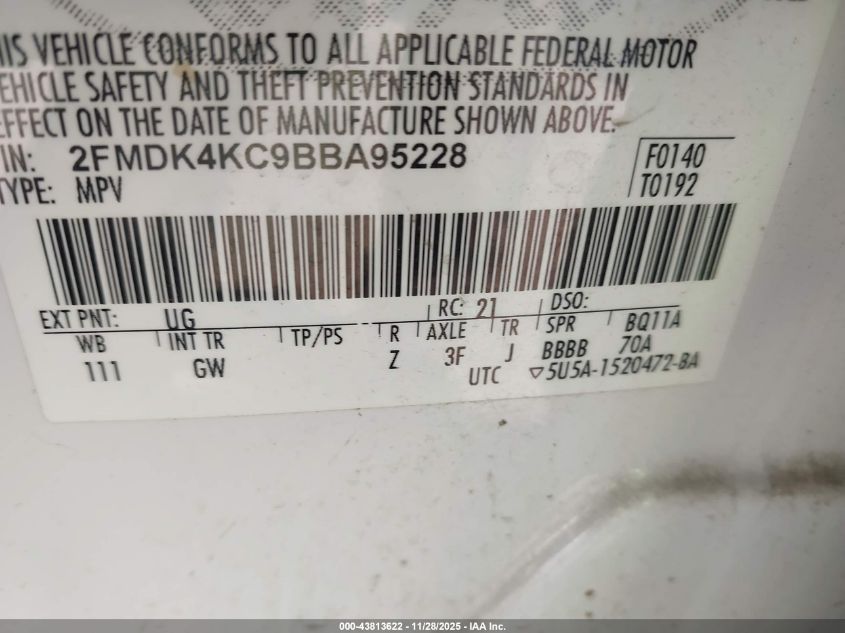 HIS VEHICLE CONFORMS TO ALL APPLICABLE FEDERAL MOTOR
EHICLE SAFETY AND THEFT PREVENTION STANDARDS IN
EFFECT ON THE DATE OF MANUFACTURE SHOWN ABOVE.
IN: 2FMDK4KC9BBA95228 F0140
TYPE: MPV T0192
EXT PNT: UG RC: 21 DSO:
WB INT TR TP/PS R AXLE TR SPR BQ11A
111 GW Z 3F J BBBB 70A
UTC ▽5U5A-1520472-BA
000-43813622 - 11/28/2025 - IAA Inc.